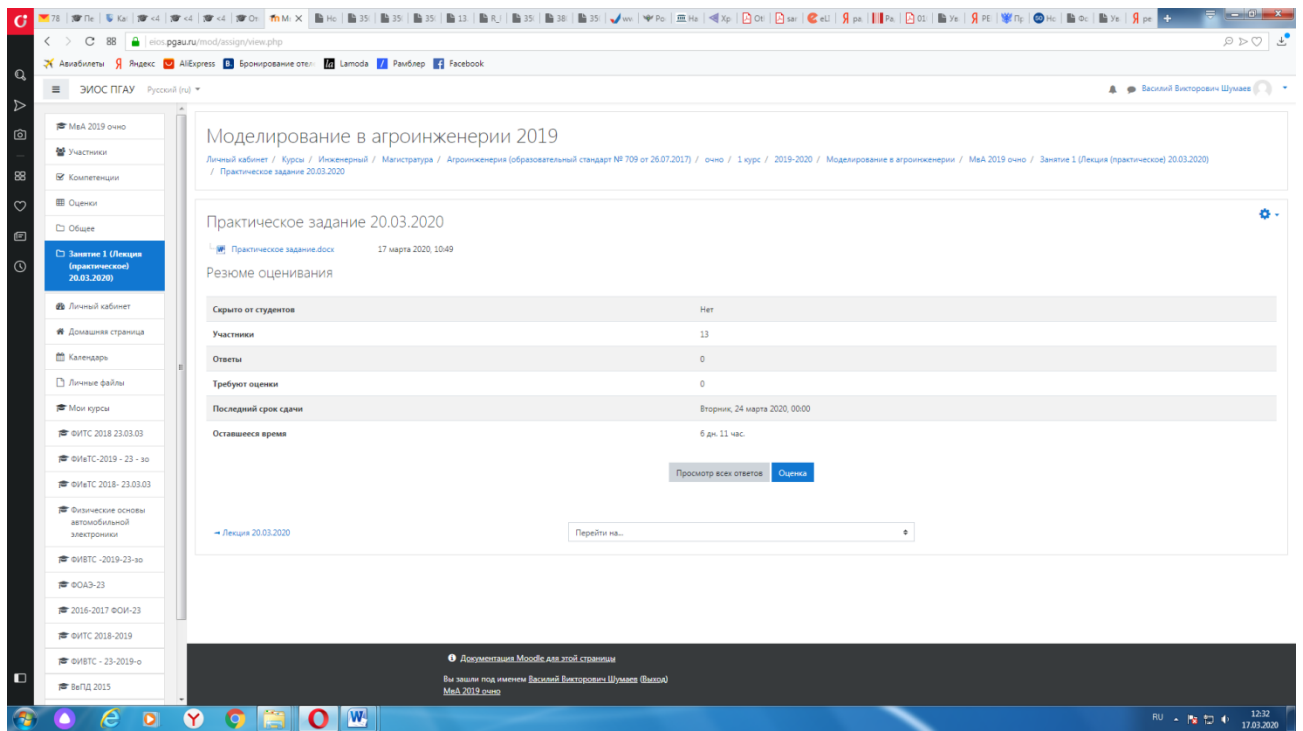 eios.pgau.ru/mod/assign/view.php
Авиабилеты Яндекс AliExpress Бронирование отел Lamoda Рамблер Facebook
ЭИОС ПГАУ Русский (ru)
Василий Викторович Шумаев
МвА 2019 очно
Участники
Компетенции
Оценки
Общее
Занятие 1 (Лекция
(практическое)
20.03.2020)
Личный кабинет
Домашняя страница
Календарь
Личные файлы
Мои курсы
ФИТС 2018 23.03.03
ФИвТС-2019 - 23 - зо
ФИвТС 2018- 23.03.03
Физические основы
автомобильной
электроники
ФИВТС -2019-23-зо
ФОАЭ-23
2016-2017 ФОИ-23
ФИТС 2018-2019
ФИВТС - 23-2019-о
ВвПД 2015
Моделирование в агроинженерии 2019
Личный кабинет / Курсы / Инженерный / Магистратура / Агроинженерия (образовательный стандарт № 709 от 26.07.2017) / очно / 1 курс / 2019-2020 / Моделирование в агроинженерии / МвА 2019 очно / Занятие 1 (Лекция (практическое) 20.03.2020)
/ Практическое задание 20.03.2020
Практическое задание 20.03.2020
Практическое задание.docx 17 марта 2020, 10:49
Резюме оценивания
Скрыто от студентов Нет
Участники 13
Ответы 0
Требуют оценки 0
Последний срок сдачи Вторник, 24 марта 2020, 00:00
Оставшееся время 6 дн. 11 час.
Просмотр всех ответов Оценка
→ Лекция 20.03.2020 Перейти на...
Документация Moodle для этой страницы
Вы зашли под именем Василий Викторович Шумаев (Выход)
МвА 2019 очно
RU 12:32
17.03.2020